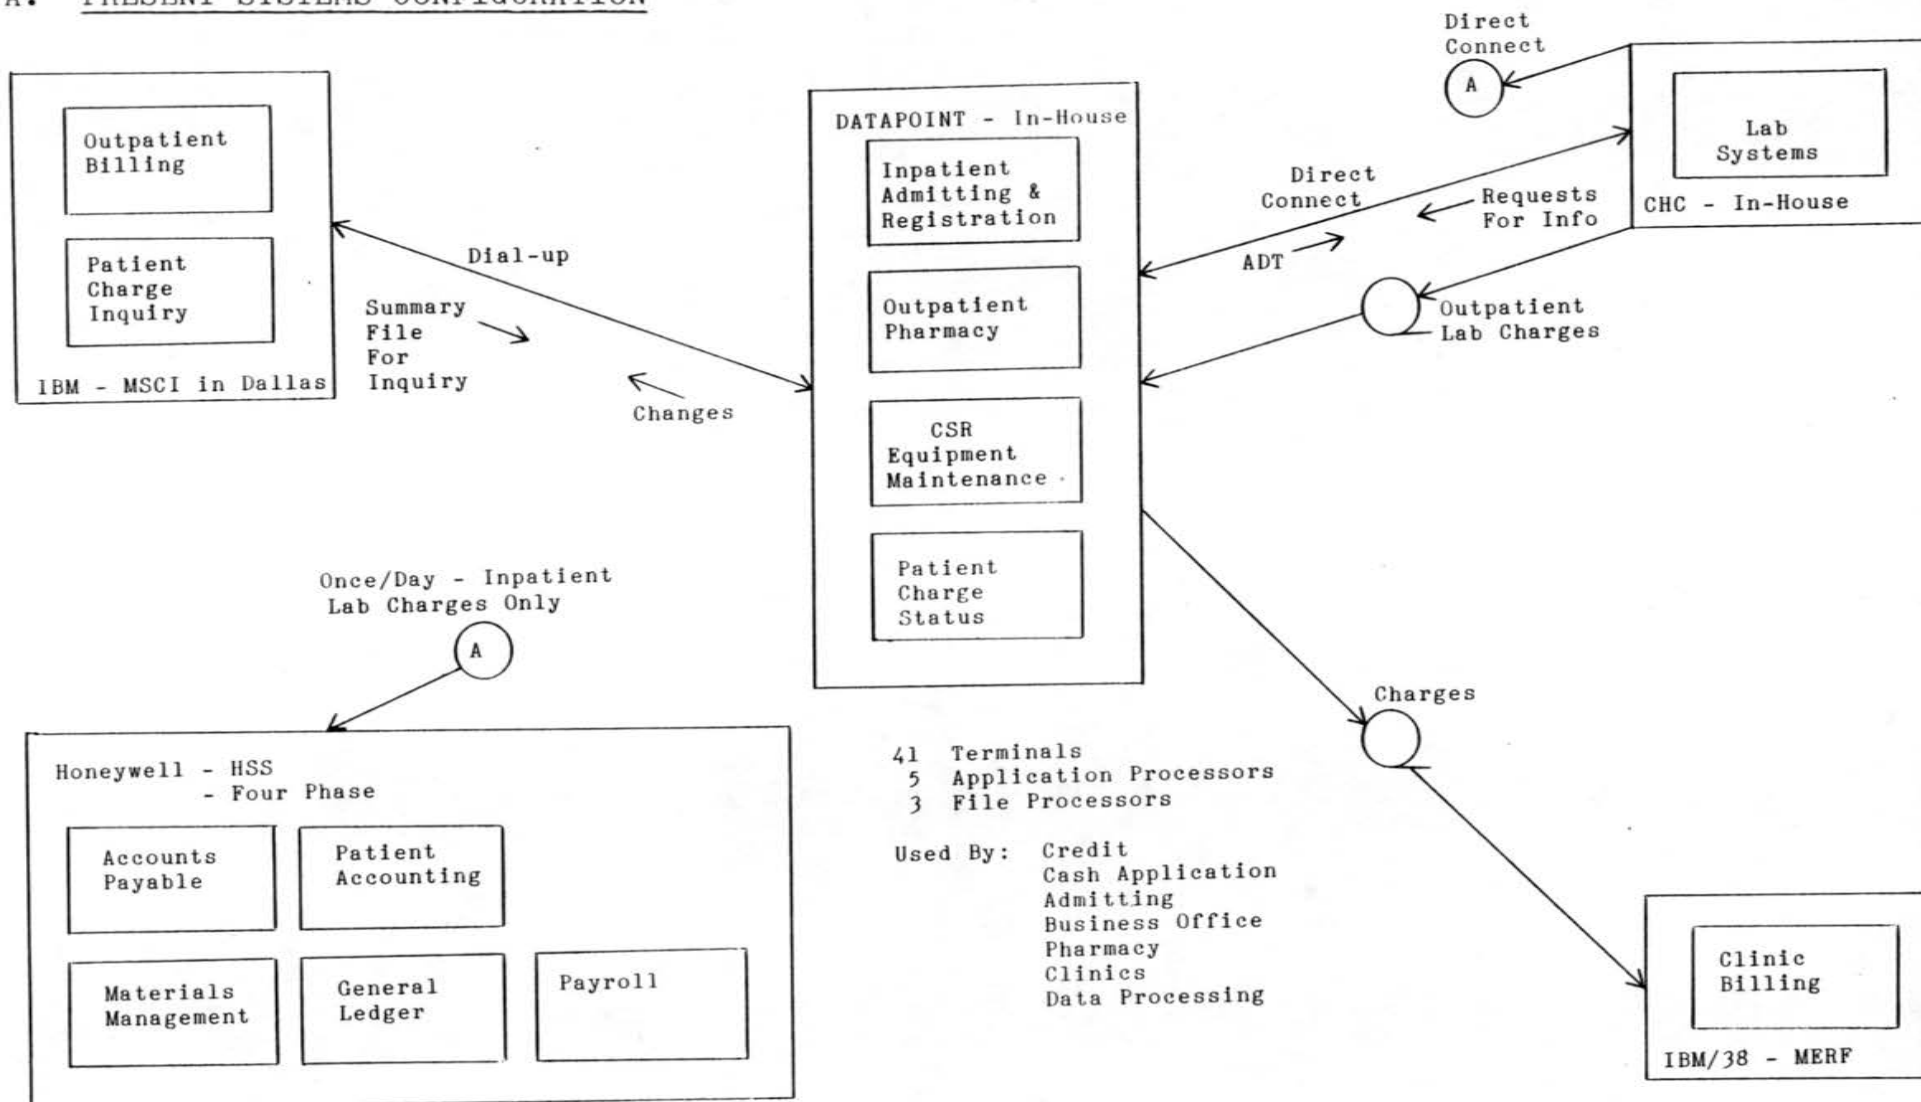 A. PRESENT SYSTEMS CONFIGURATION
Outpatient
Billing
Patient
Charge
Inquiry
IBM - MSCI in Dallas
Dial-up
Summary
File
For
Inquiry
Changes
DATAPOINT - In-House
Inpatient
Admitting &
Registration
Outpatient
Pharmacy
CSR
Equipment
Maintenance
Patient
Charge
Status
Direct
Connect
A
Lab
Systems
CHC - In-House
Direct
Connect
Requests
For Info
ADT
Outpatient
Lab Charges
Once/Day - Inpatient
Lab Charges Only
A
Honeywell - HSS
- Four Phase
Accounts
Payable
Patient
Accounting
Materials
Management
General
Ledger
Payroll
41 Terminals
5 Application Processors
3 File Processors
Used By: Credit
Cash Application
Admitting
Business Office
Pharmacy
Clinics
Data Processing
Charges
Clinic
Billing
IBM/38 - MERF